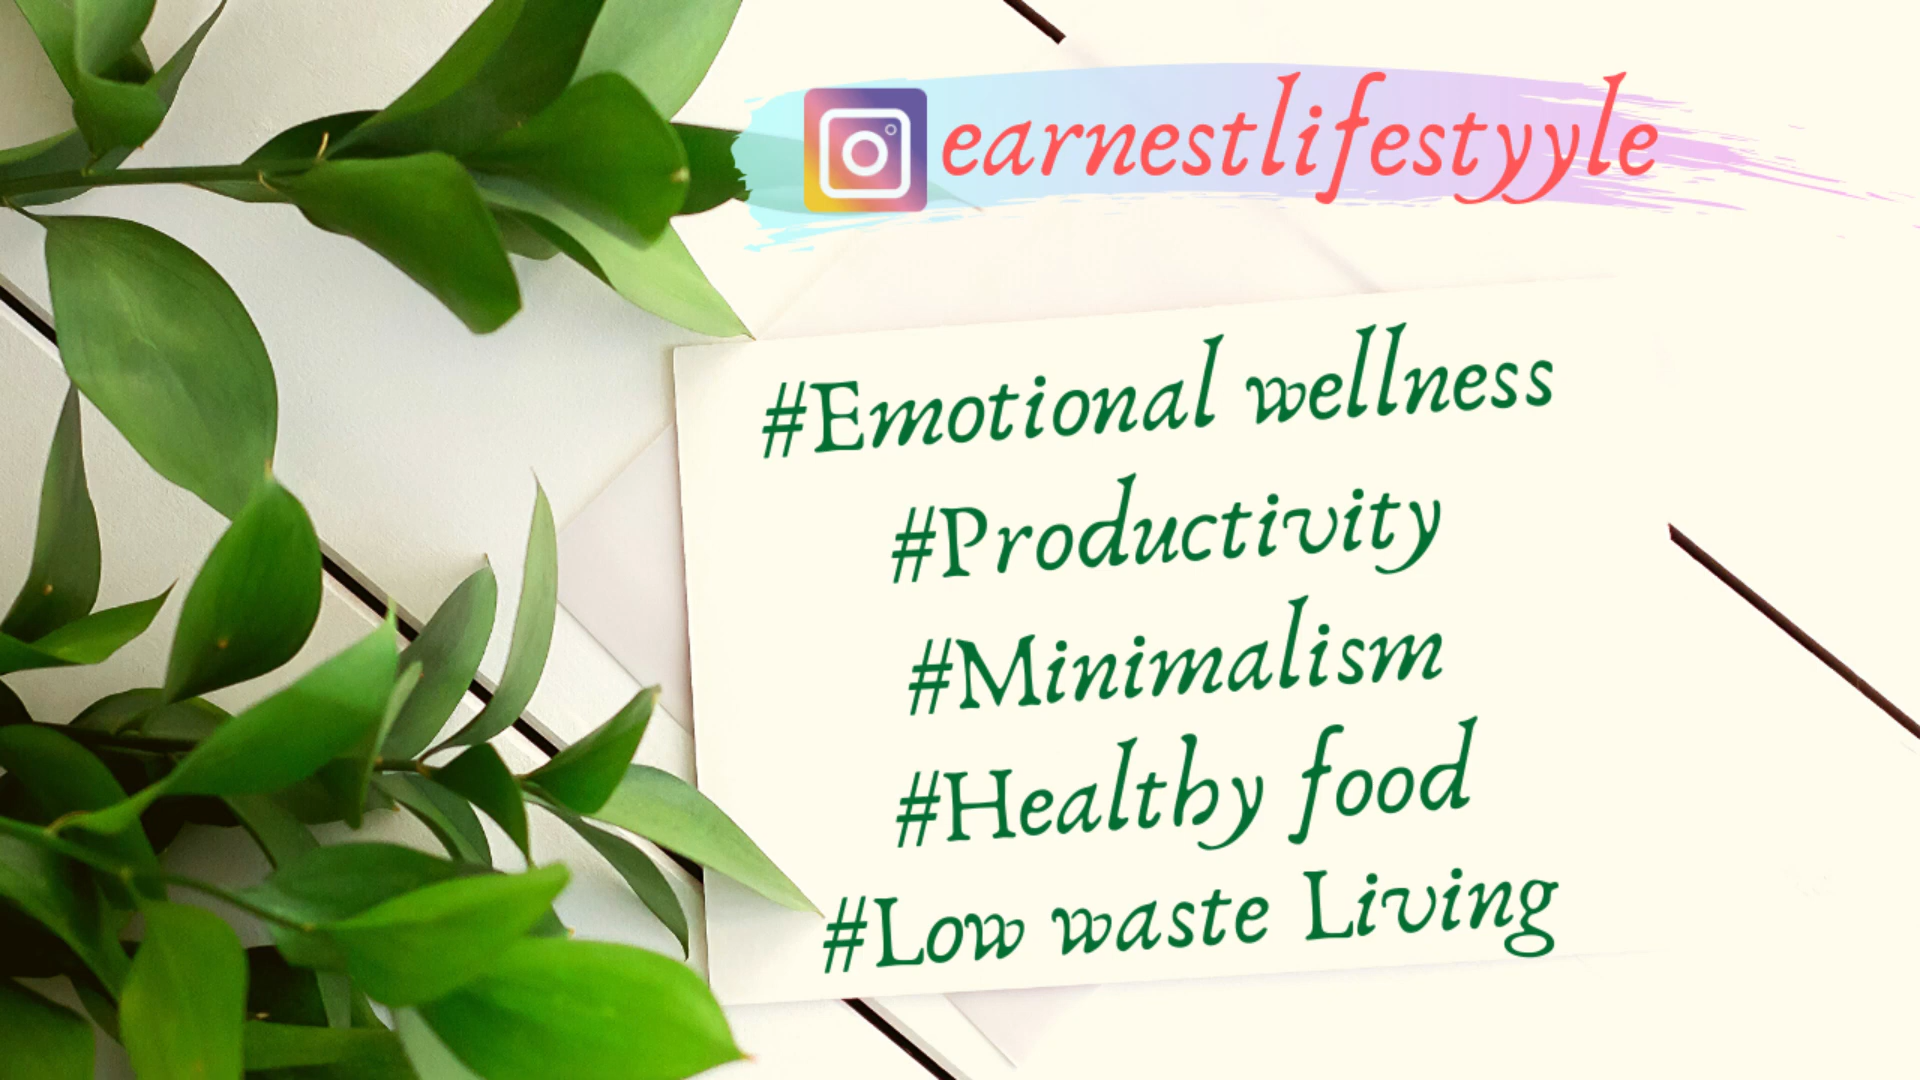 earnestlifestyyle
#Emotional wellness
#Productivity
#Minimalism
#Healthy food
#Low waste Living